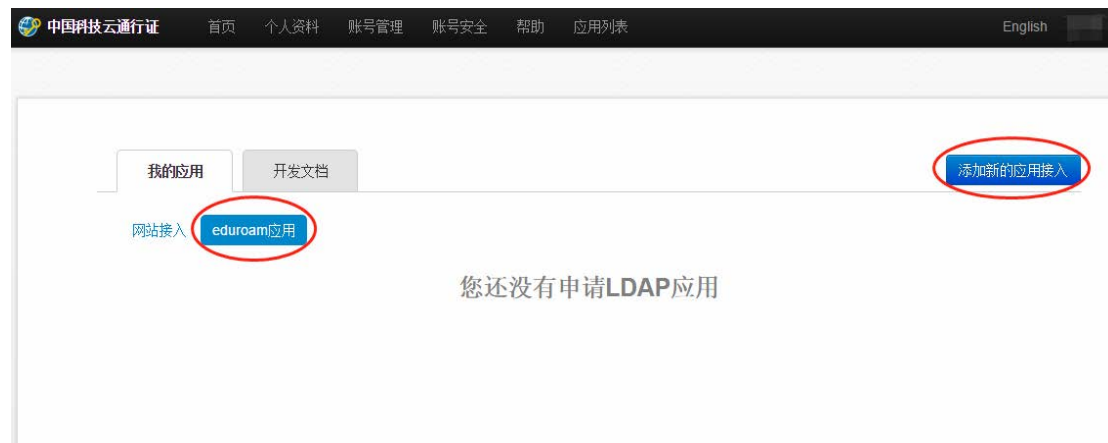 中国科技云通行证 首页 个人资料 账号管理 账号安全 帮助 应用列表 English
我的应用 开发文档 添加新的应用接入
网站接入 eduroam应用
您还没有申请LDAP应用